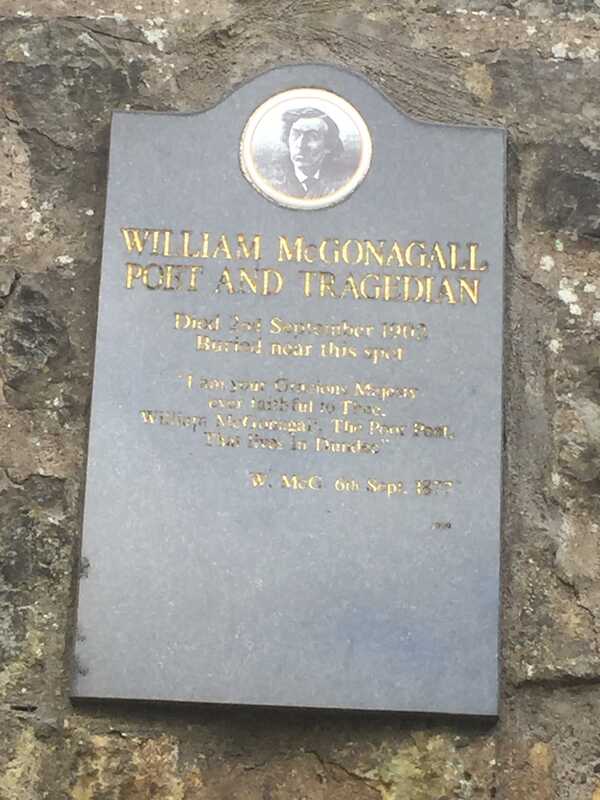 WILLIAM McGONAGALL
POET AND TRAGEDIAN
Died 29th September 1902
Buried near this spot
"I am your Gracious Majesty
ever faithful to Thee,
William McGonagall, The Poor Poet,
That lives in Dundee"
W. McG. 6th Sept. 1877
1999